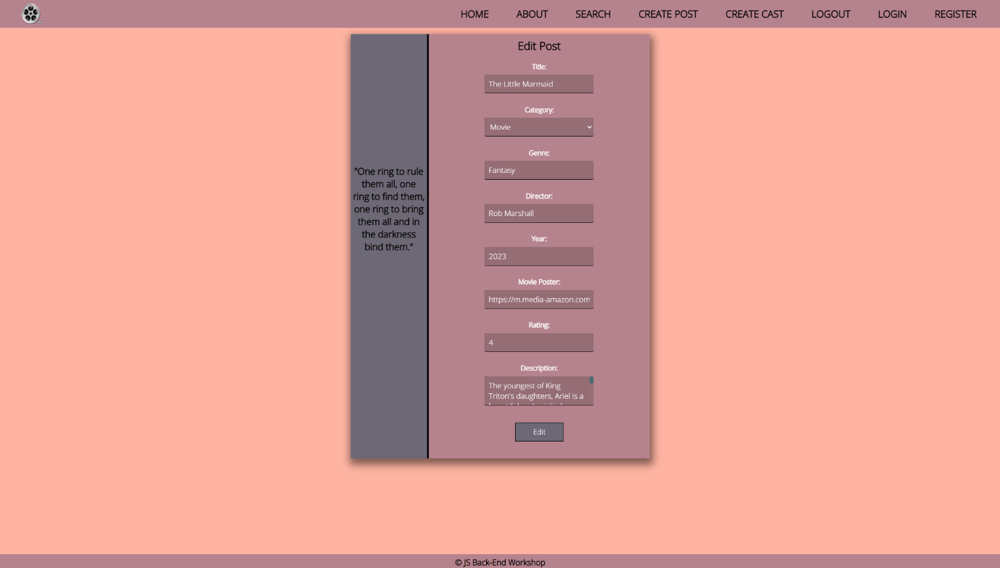 HOME ABOUT SEARCH CREATE POST CREATE CAST LOGOUT LOGIN REGISTER
"One ring to rule
them all, one
ring to find them,
one ring to bring
them all and in
the darkness
bind them."
Edit Post
Title:
The Little Marmaid
Category:
Movie
Genre:
Fantasy
Director:
Rob Marshall
Year:
2023
Movie Poster:
https://m.media-amazon.com
Rating:
4
Description:
The youngest of King
Triton's daughters, Ariel is a
Edit
© JS Back-End Workshop